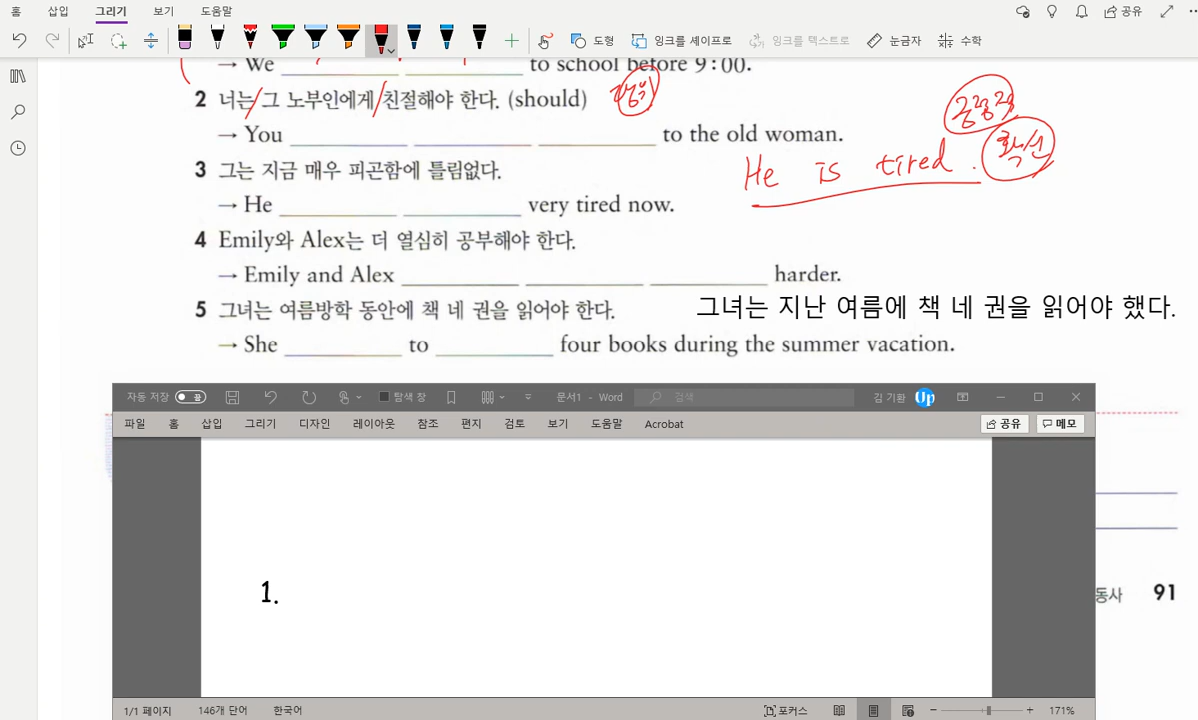 홈 삽입 그리기 보기 도움말 공유
도형 잉크를 셰이프로 잉크를 텍스트로 눈금자 수학
→ We to school before 9 : 00.
2 너는/그 노부인에게/친절해야 한다. (should)
→ You to the old woman.
긍정적
He is tired. 확신
3 그는 지금 매우 피곤함에 틀림없다.
→ He very tired now.
4 Emily와 Alex는 더 열심히 공부해야 한다.
→ Emily and Alex harder.
5 그녀는 여름방학 동안에 책 네 권을 읽어야 한다. 그녀는 지난 여름에 책 네 권을 읽어야 했다.
→ She to four books during the summer vacation.
자동 저장 끔 탐색 창 문서1 - Word 검색 김 기환 Up
파일 홈 삽입 그리기 디자인 레이아웃 참조 편지 검토 보기 도움말 Acrobat 공유 메모
1.
동사 91
1/1 페이지 146개 단어 한국어 포커스 171%